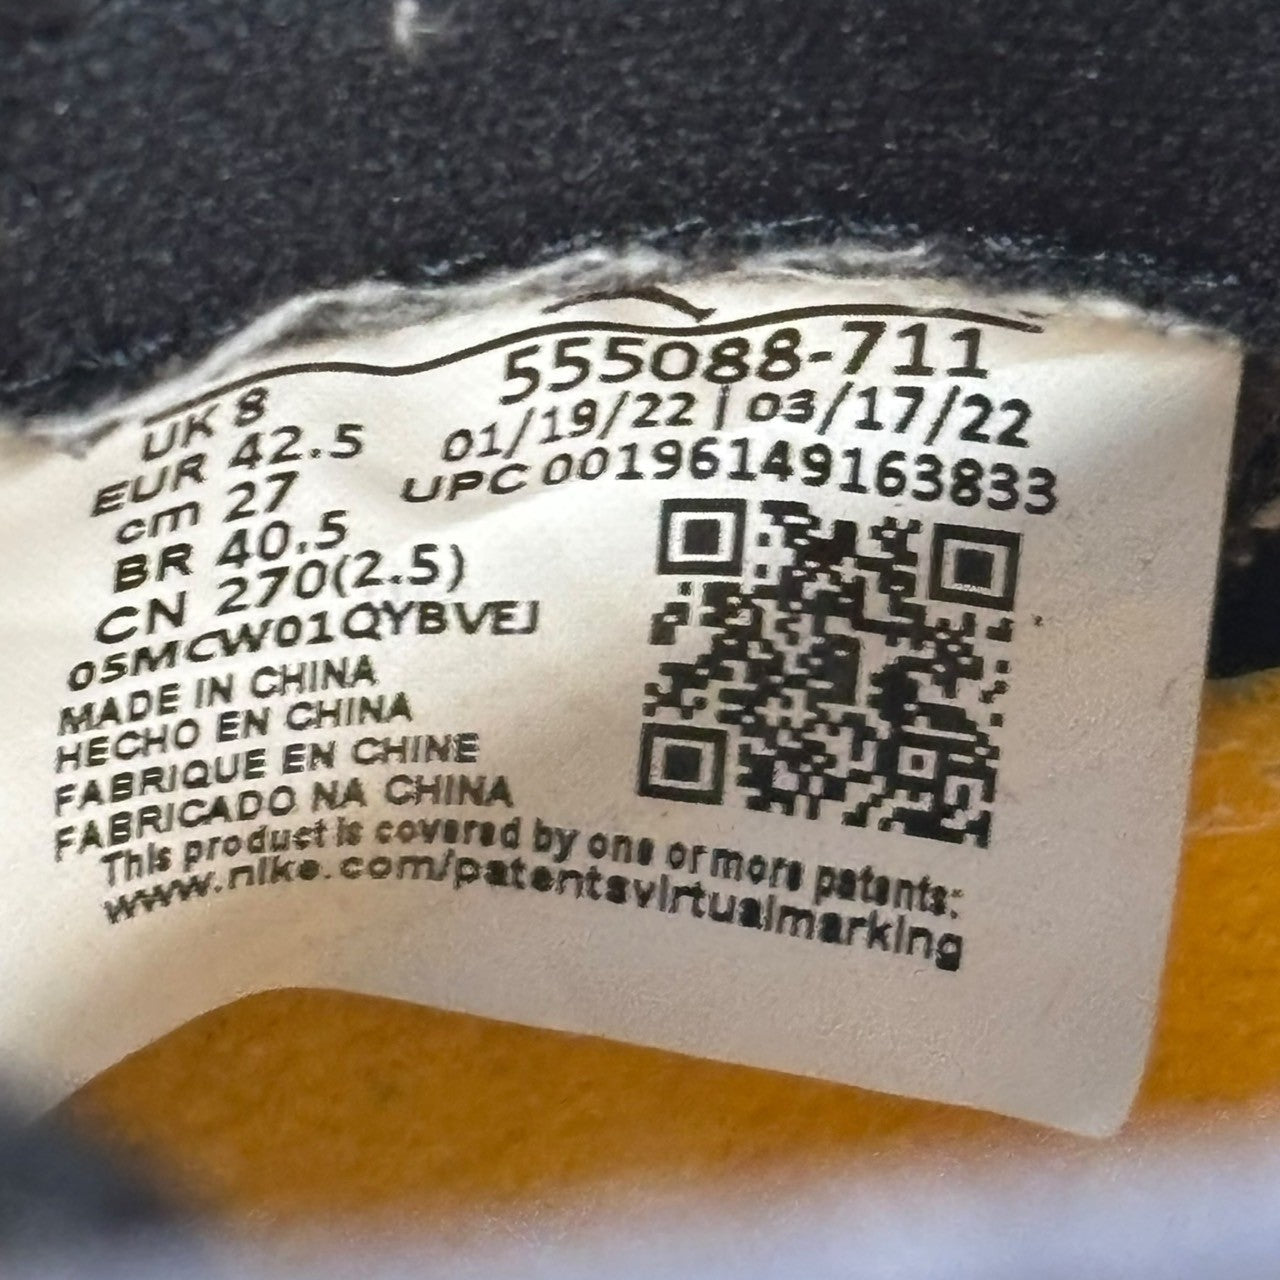 555088-711
UK 8
01/19/22 | 03/17/22
EUR 42.5
UPC 00196149163833
cm 27
BR 40.5
CN 270(2.5)
05MCW01QYBVEJ
MADE IN CHINA
HECHO EN CHINA
FABRIQUE EN CHINE
FABRICADO NA CHINA
This product is covered by one or more patents:
www.nike.com/patentsvirtualmarking